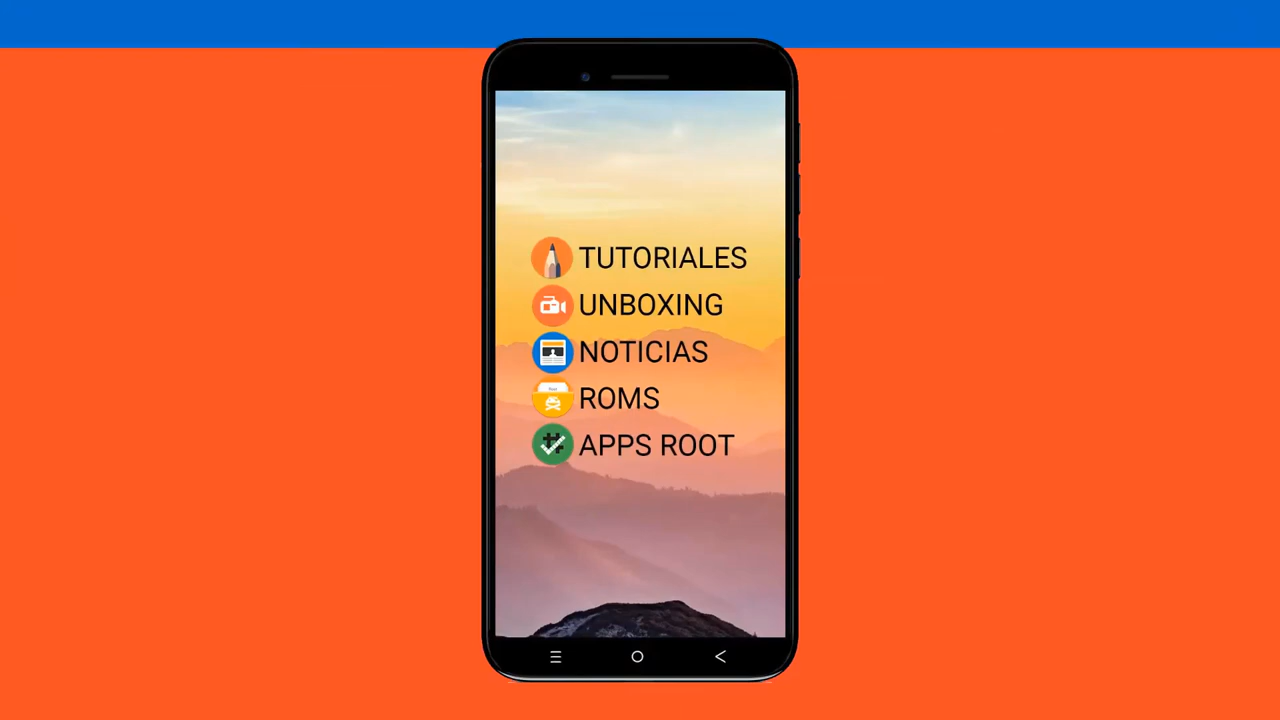 TUTORIALES
UNBOXING
NOTICIAS
ROMS
APPS ROOT